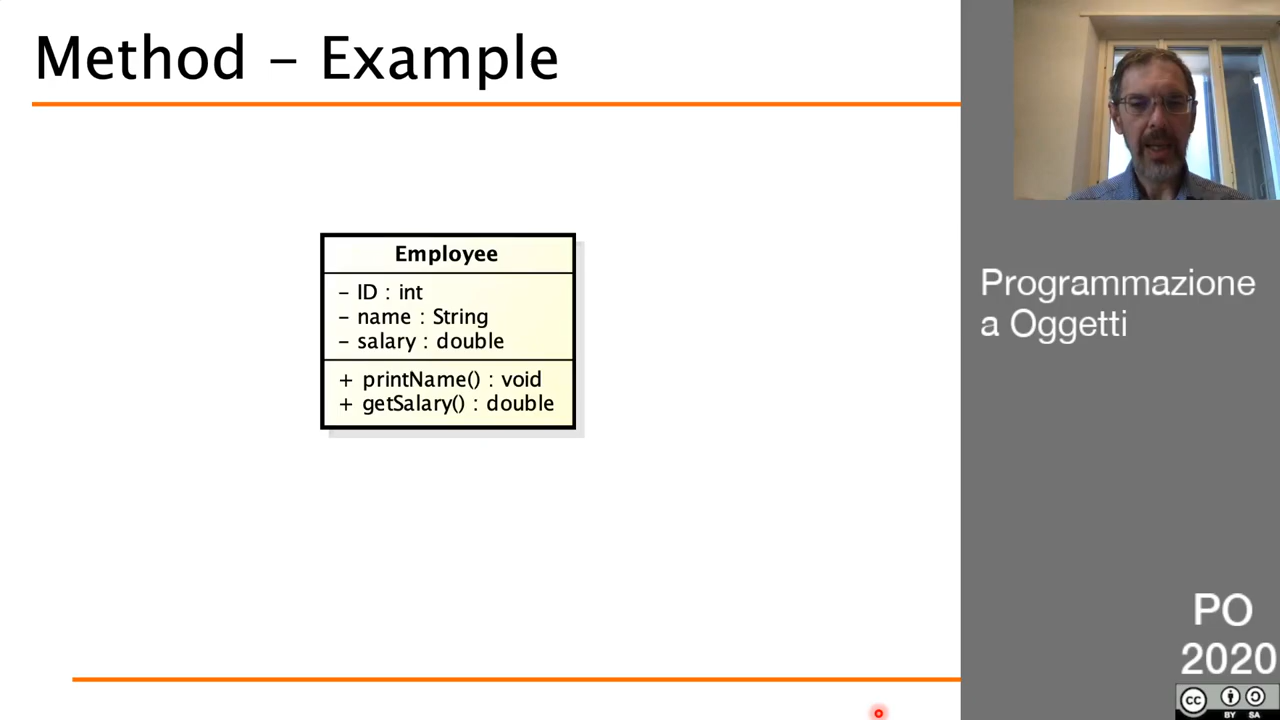 Method – Example
Employee
– ID : int
– name : String
– salary : double
+ printName() : void
+ getSalary() : double
Programmazione
a Oggetti
PO
2020
cc
BY SA